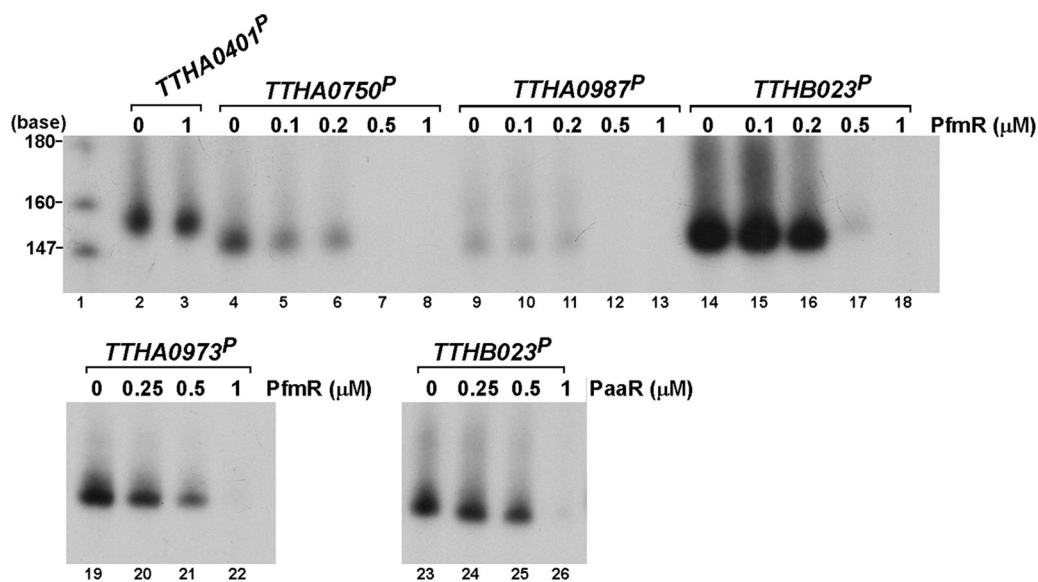 TTHA0401P
TTHA0750P TTHA0987P TTHB023P
(base) 0 1 0 0.1 0.2 0.5 1 0 0.1 0.2 0.5 1 0 0.1 0.2 0.5 1 PfmR (μM)
180-
160-
147-
1 2 3 4 5 6 7 8 9 10 11 12 13 14 15 16 17 18
TTHA0973P TTHB023P
0 0.25 0.5 1 PfmR (μM) 0 0.25 0.5 1 PaaR (μM)
19 20 21 22 23 24 25 26